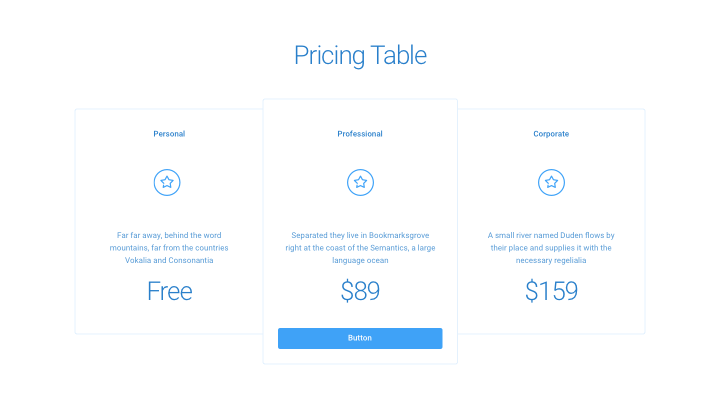 Pricing Table
Personal
Far far away, behind the word
mountains, far from the countries
Vokalia and Consonantia
Free
Professional
Separated they live in Bookmarksgrove
right at the coast of the Semantics, a large
language ocean
$89
Button
Corporate
A small river named Duden flows by
their place and supplies it with the
necessary regelialia
$159